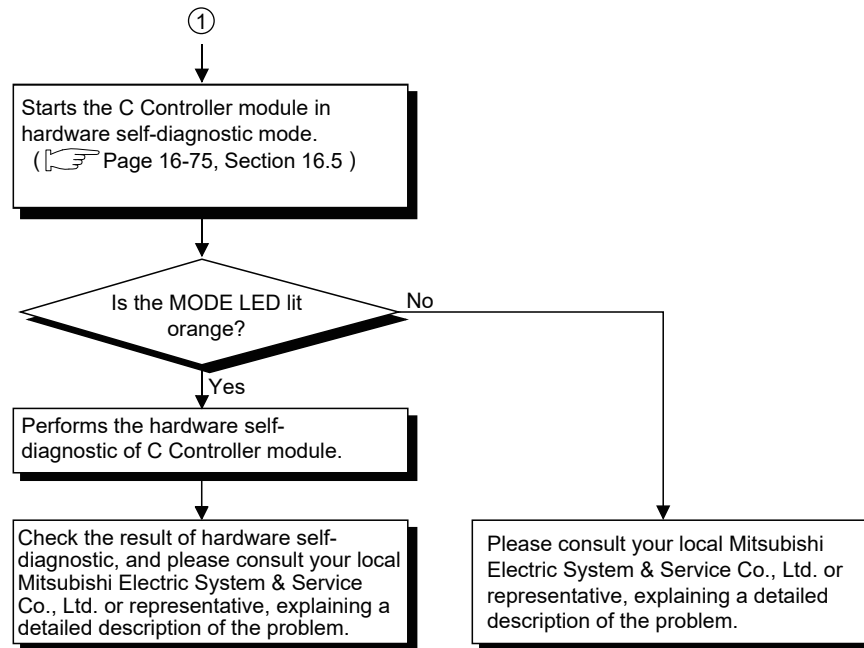 1
Starts the C Controller module in
hardware self-diagnostic mode.
( Page 16-75, Section 16.5 )
Is the MODE LED lit
orange?
No
Yes
Performs the hardware self-
diagnostic of C Controller module.
Check the result of hardware self-
diagnostic, and please consult your local
Mitsubishi Electric System & Service
Co., Ltd. or representative, explaining a
detailed description of the problem.
Please consult your local Mitsubishi
Electric System & Service Co., Ltd. or
representative, explaining a detailed
description of the problem.